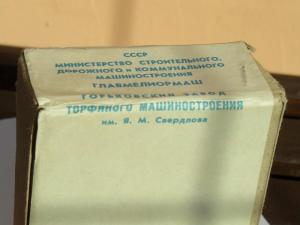 СССР
МИНИСТЕРСТВО СТРОИТЕЛЬНОГО,
ДОРОЖНОГО и КОММУНАЛЬНОГО
МАШИНОСТРОЕНИЯ
ГЛАВМЕЛИОРМАШ
ГОРЬКОВСКИЙ ЗАВОД
ТОРФЯНОГО МАШИНОСТРОЕНИЯ
им. Я. М. Свердлова